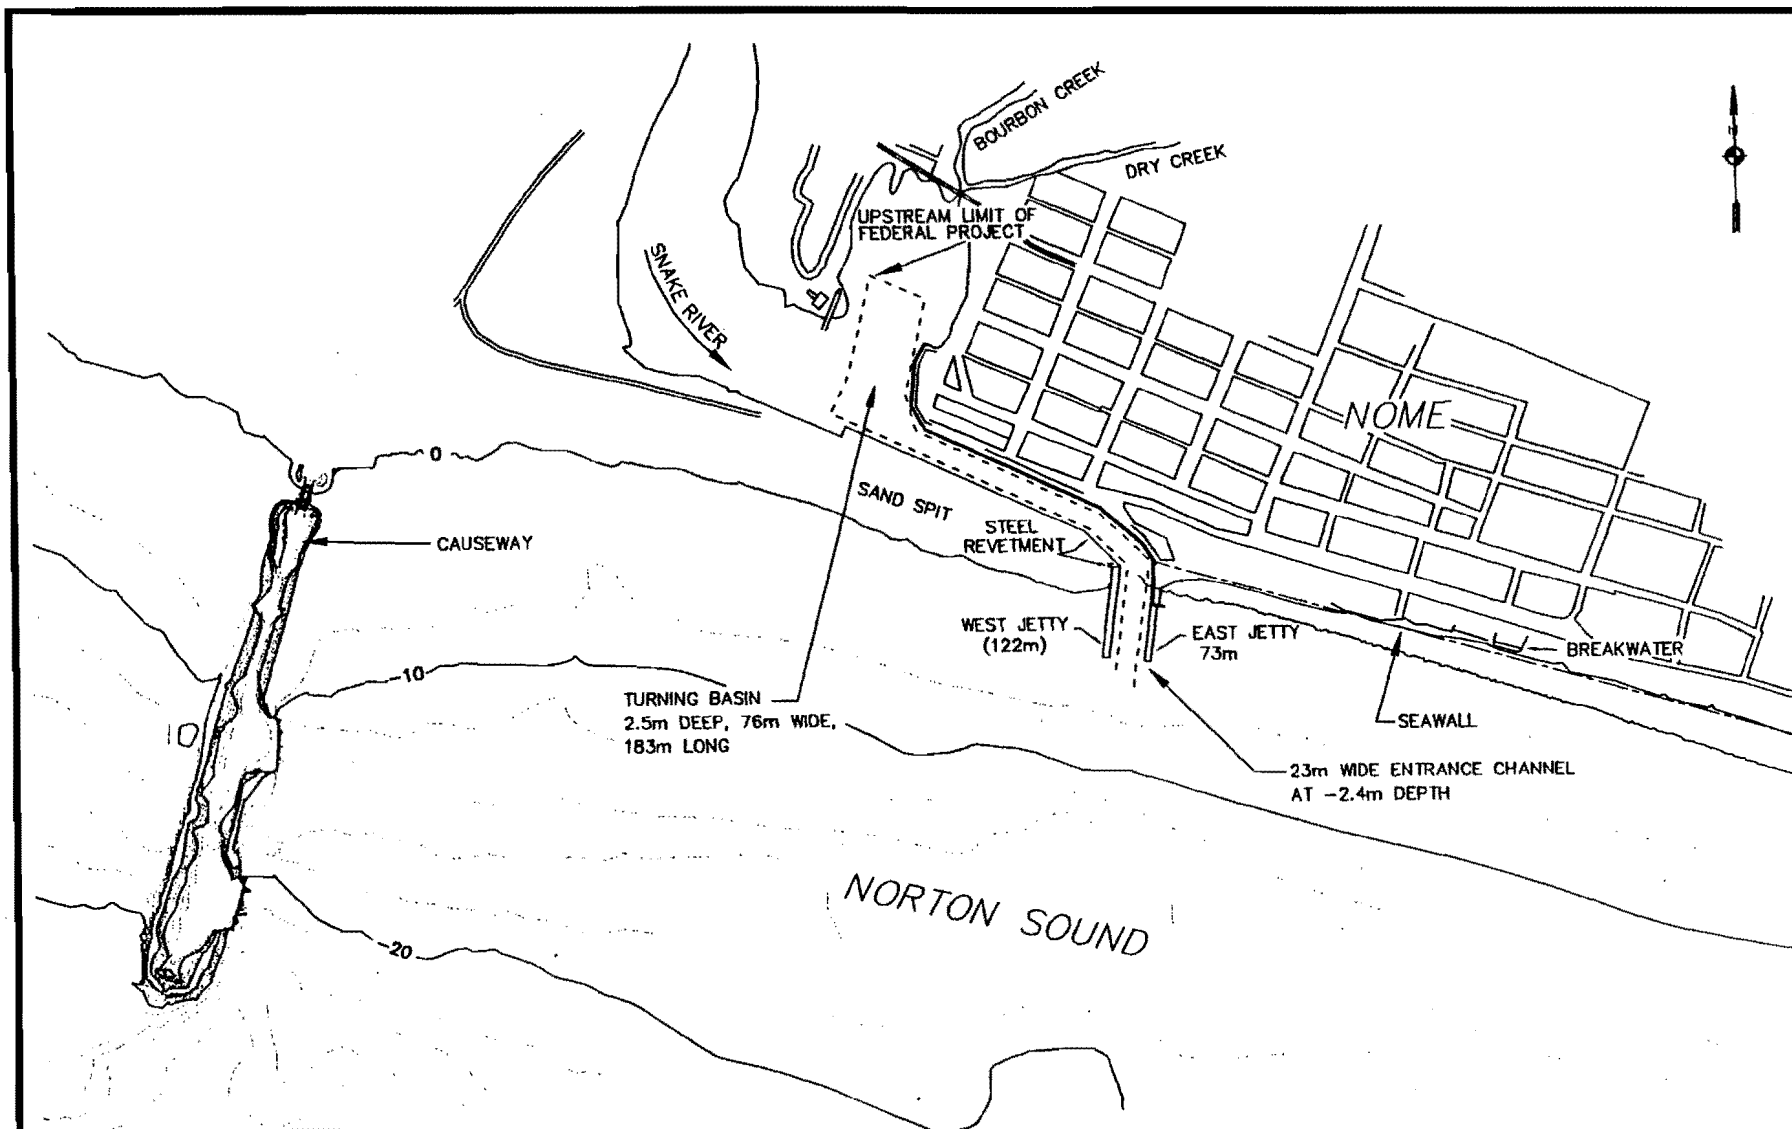 BOURBON CREEK
DRY CREEK
UPSTREAM LIMIT OF
FEDERAL PROJECT
SNAKE RIVER
NOME
0
SAND SPIT
CAUSEWAY
STEEL
REVETMENT
WEST JETTY
(122m)
EAST JETTY
73m
BREAKWATER
-10
TURNING BASIN
2.5m DEEP, 76m WIDE,
183m LONG
SEAWALL
23m WIDE ENTRANCE CHANNEL
AT -2.4m DEPTH
NORTON SOUND
-20